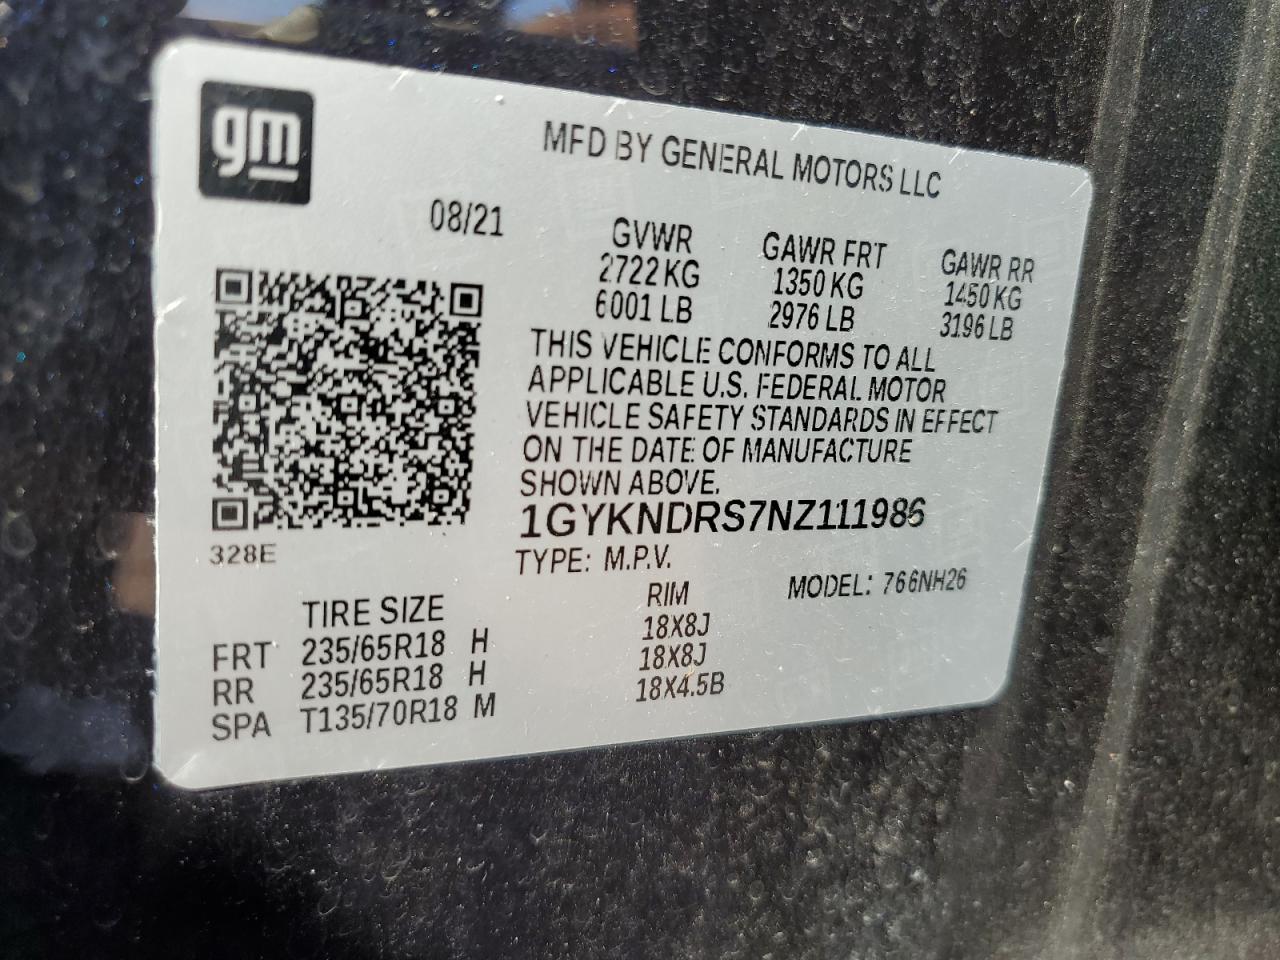 gm
MFD BY GENERAL MOTORS LLC
08/21
GVWR GAWR FRT GAWR RR
2722 KG 1350 KG 1450 KG
6001 LB 2976 LB 3196 LB
THIS VEHICLE CONFORMS TO ALL
APPLICABLE U.S. FEDERAL MOTOR
VEHICLE SAFETY STANDARDS IN EFFECT
ON THE DATE OF MANUFACTURE
SHOWN ABOVE.
1GYKNDRS7NZ111986
328E
TYPE: M.P.V. MODEL: 766NH26
TIRE SIZE RIM
FRT 235/65R18 H 18X8J
RR 235/65R18 H 18X8J
SPA T135/70R18 M 18X4.5B